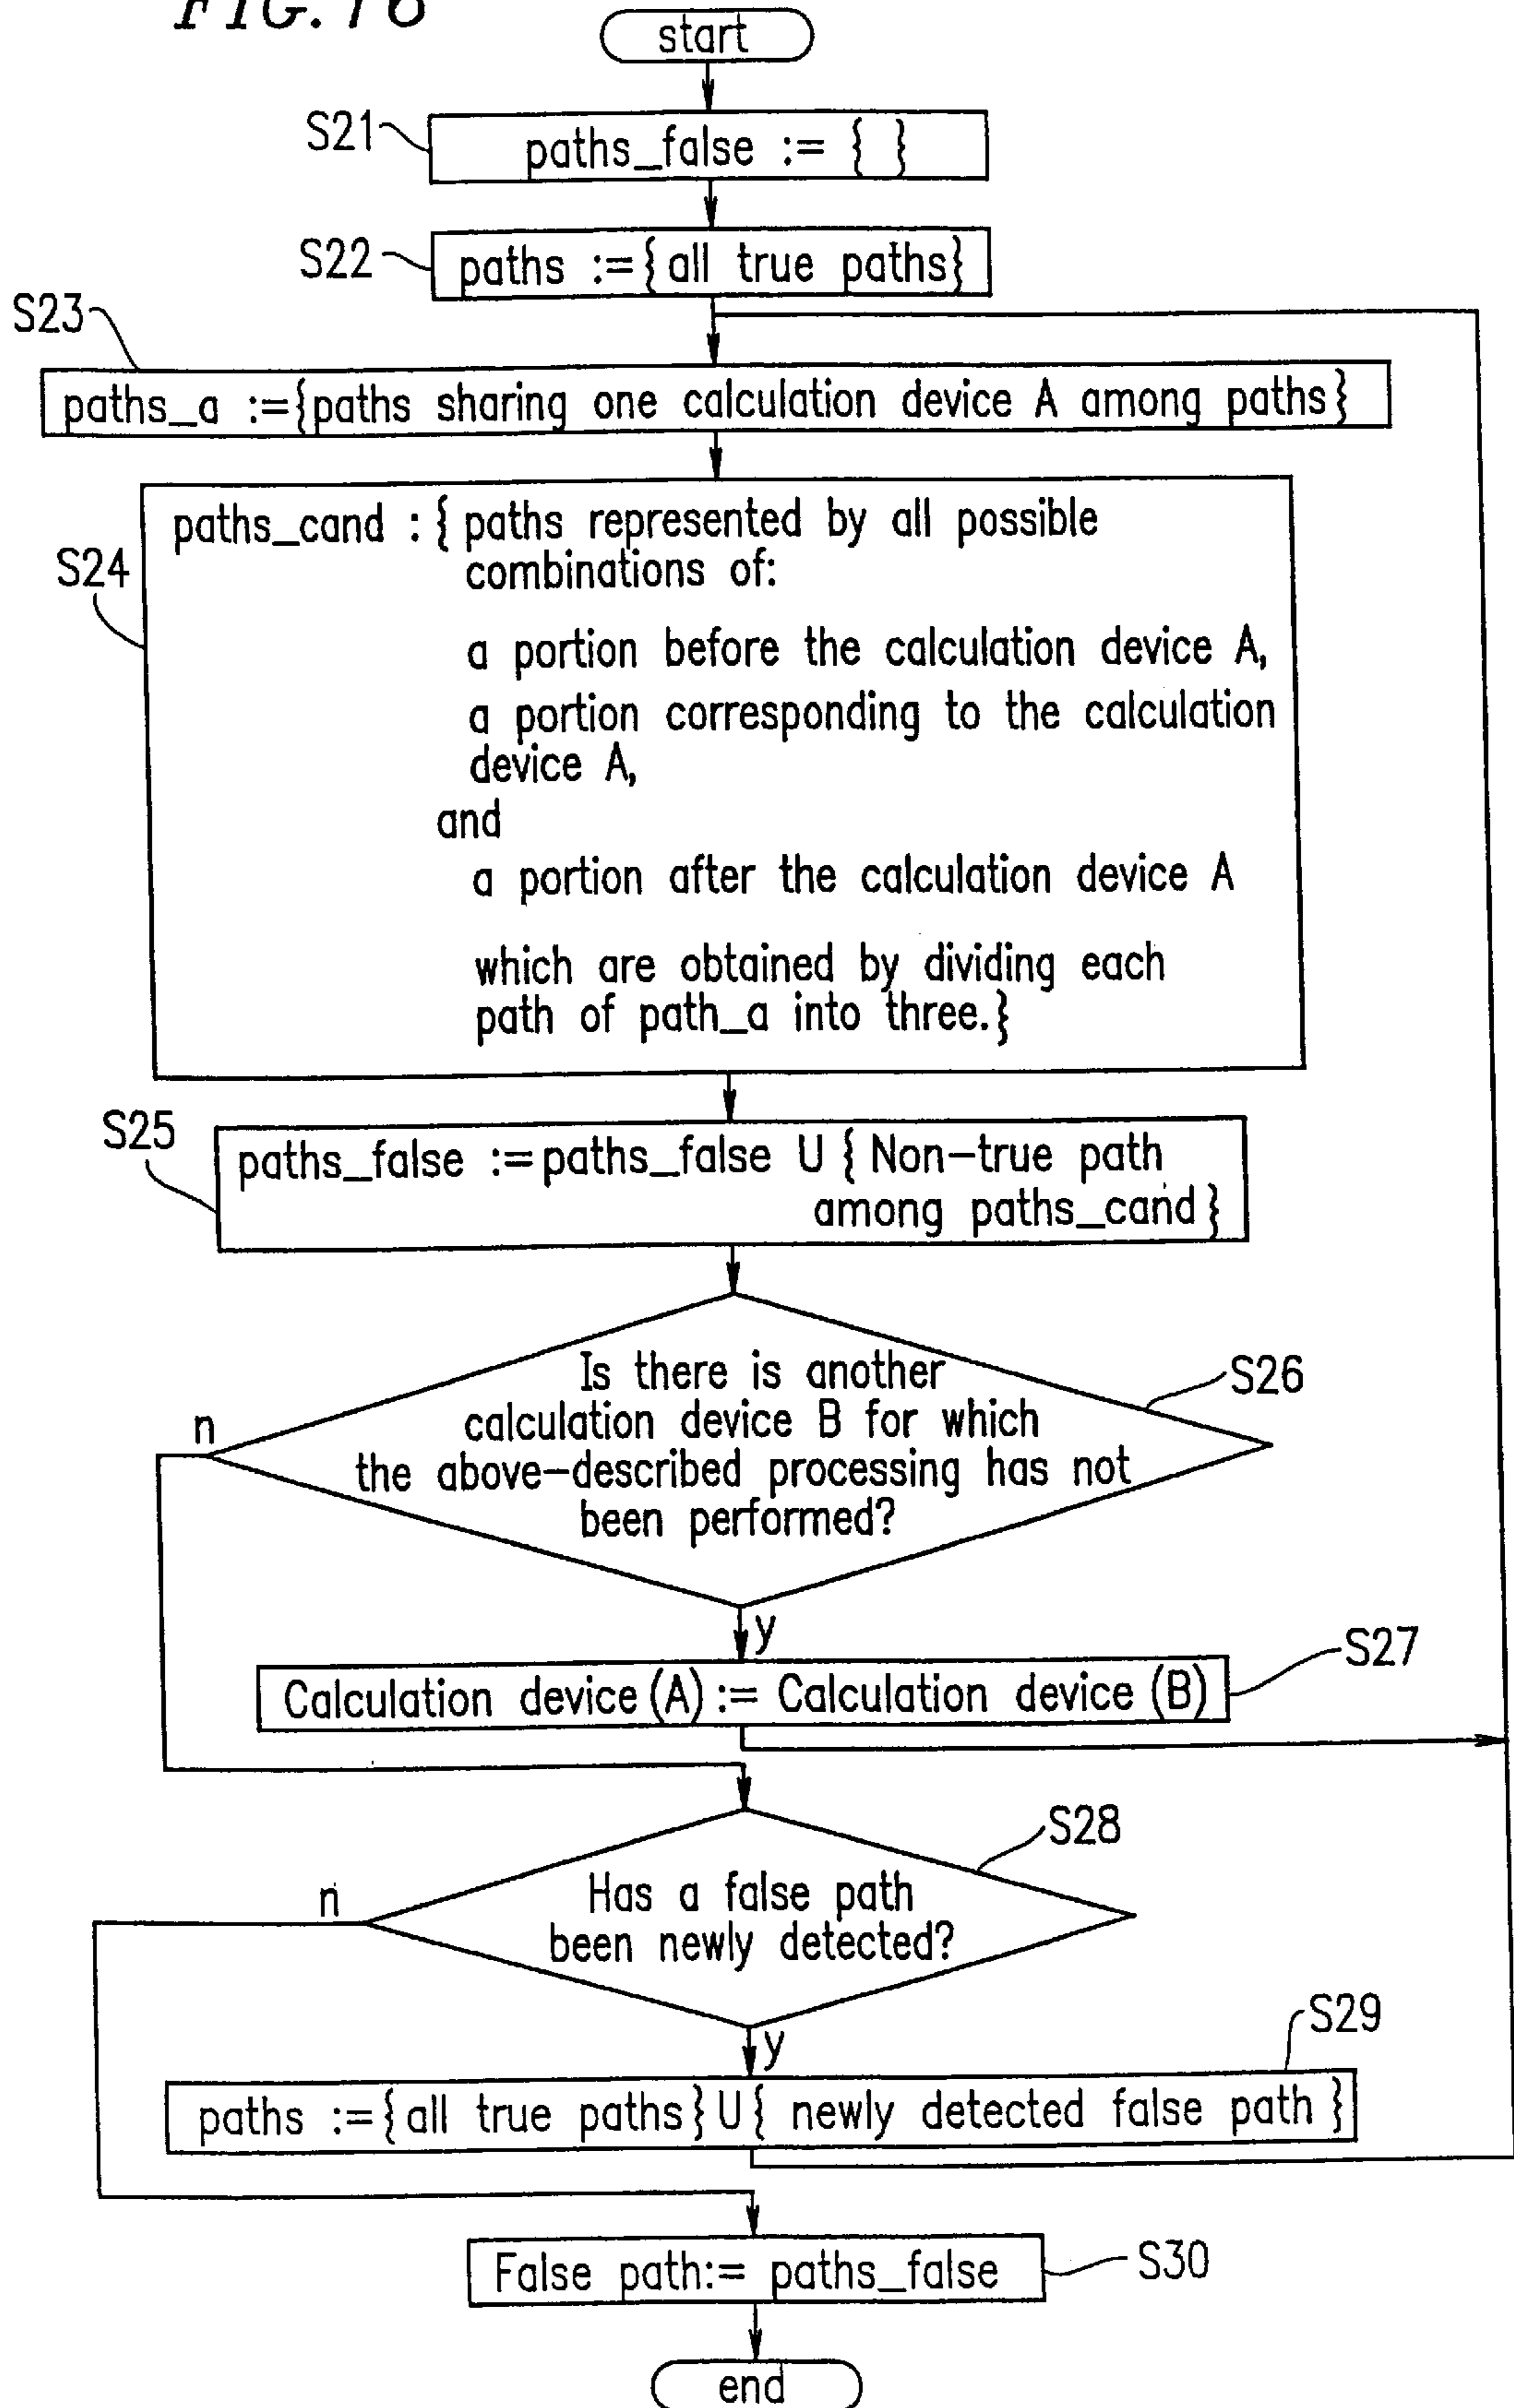 start
S21
paths_false := { }
S22
paths :={all true paths}
S23
paths_a :={paths sharing one calculation device A among paths}
S24
paths_cand : { paths represented by all possible
combinations of:
a portion before the calculation device A,
a portion corresponding to the calculation
device A,
and
a portion after the calculation device A
which are obtained by dividing each
path of path_a into three.}
S25
paths_false :=paths_false U { Non-true path
among paths_cand }
S26
Is there is another
calculation device B for which
the above-described processing has not
been performed?
n
y
S27
Calculation device (A) := Calculation device (B)
S28
Has a false path
been newly detected?
n
y
S29
paths :={all true paths} U { newly detected false path }
S30
False path:= paths_false
end